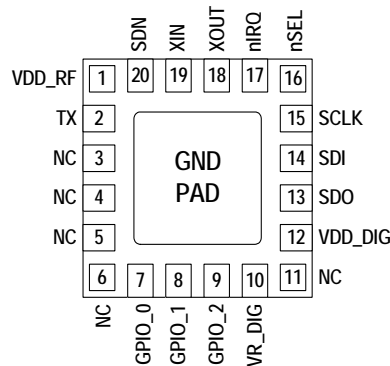 SDN XIN XOUT nIRQ nSEL
VDD_RF 1 20 19 18 17 16
TX 2 15 SCLK
NC 3 14 SDI
GND
PAD
NC 4 13 SDO
NC 5 12 VDD_DIG
6 7 8 9 10 11 NC
NC GPIO_0 GPIO_1 GPIO_2 VR_DIG